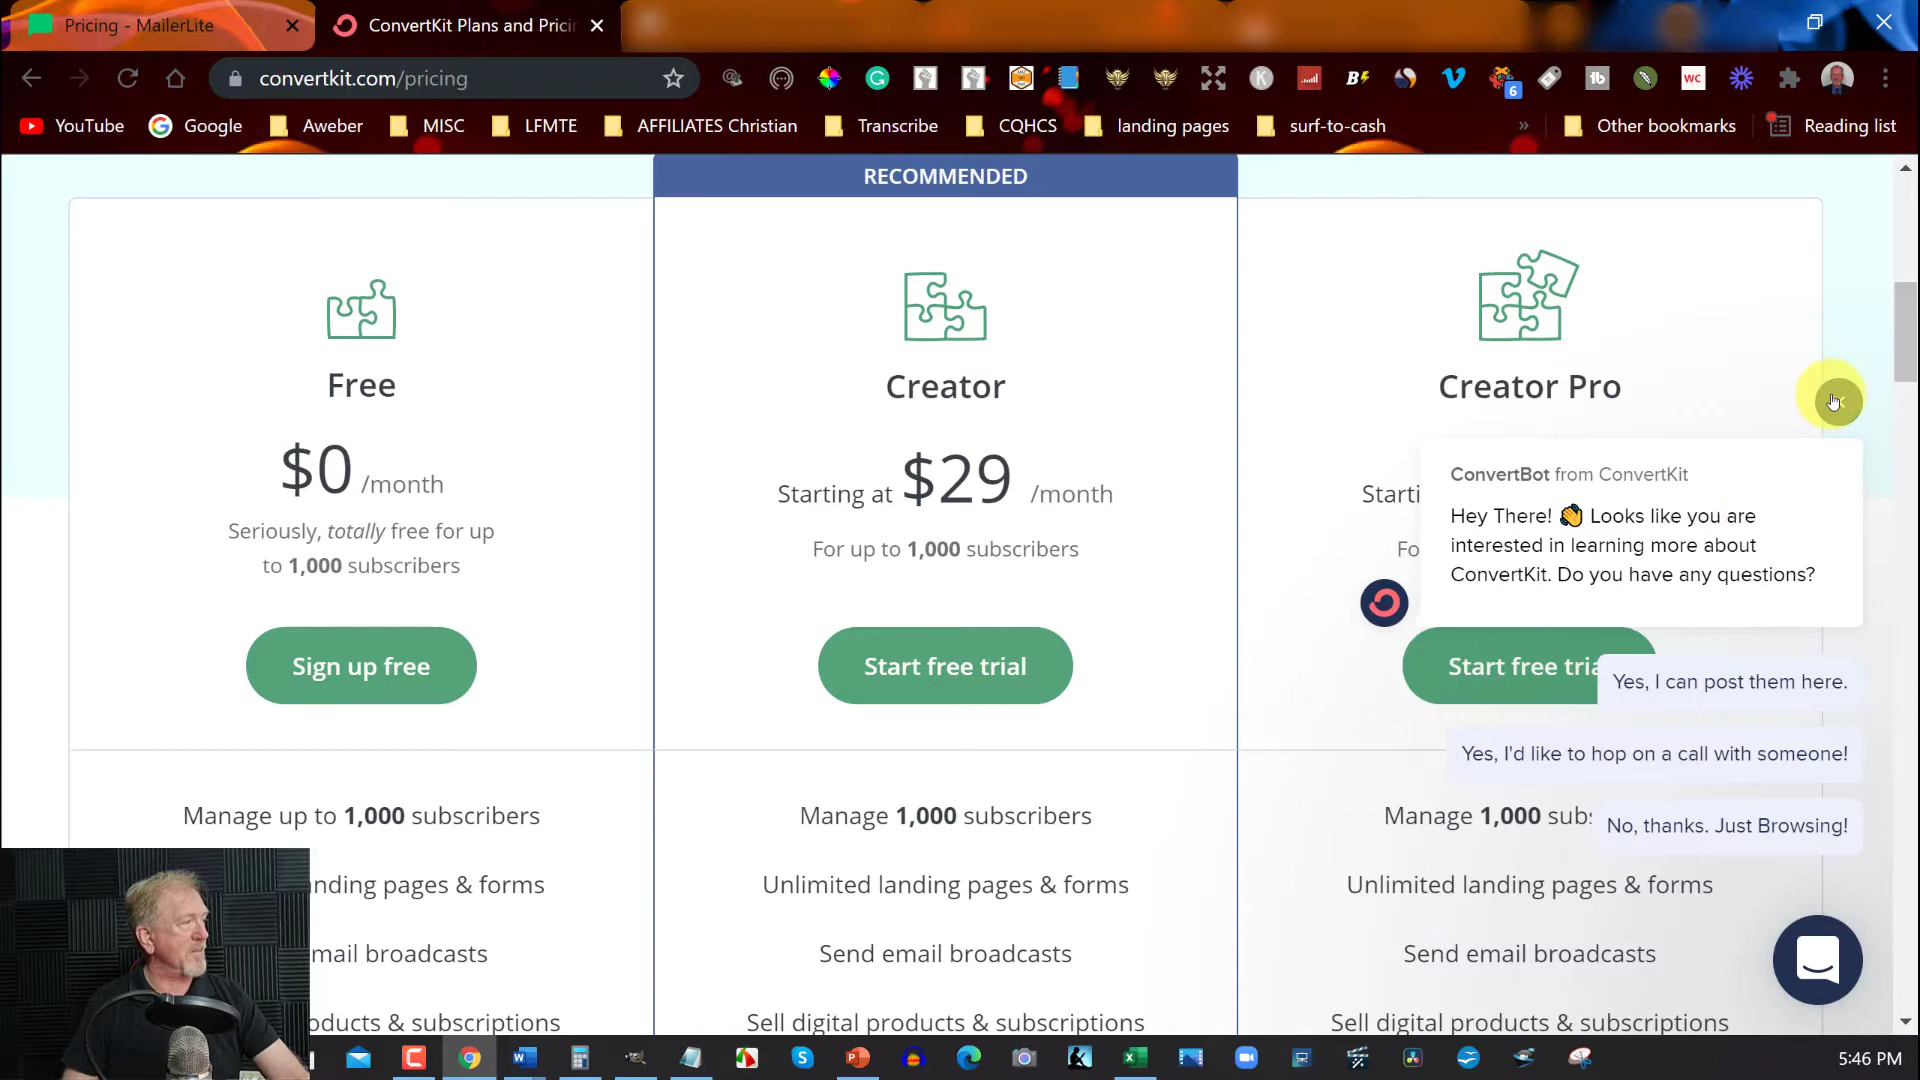 Pricing - MailerLite
ConvertKit Plans and Prici
convertkit.com/pricing
6
WC
YouTube
Google
Aweber
MISC
LFMTE
AFFILIATES Christian
Transcribe
CQHCS
landing pages
surf-to-cash
»
Other bookmarks
Reading list
RECOMMENDED
Free
$0 /month
Seriously, totally free for up
to 1,000 subscribers
Sign up free
Manage up to 1,000 subscribers
nding pages & forms
mail broadcasts
oducts & subscriptions
Creator
Starting at $29 /month
For up to 1,000 subscribers
Start free trial
Manage 1,000 subscribers
Unlimited landing pages & forms
Send email broadcasts
Sell digital products & subscriptions
Creator Pro
Starti
Fo
Start free tria
Manage 1,000 subs
Unlimited landing pages & forms
Send email broadcasts
Sell digital products & subscriptions
ConvertBot from ConvertKit
Hey There! 👋 Looks like you are
interested in learning more about
ConvertKit. Do you have any questions?
Yes, I can post them here.
Yes, I'd like to hop on a call with someone!
No, thanks. Just Browsing!
5:46 PM